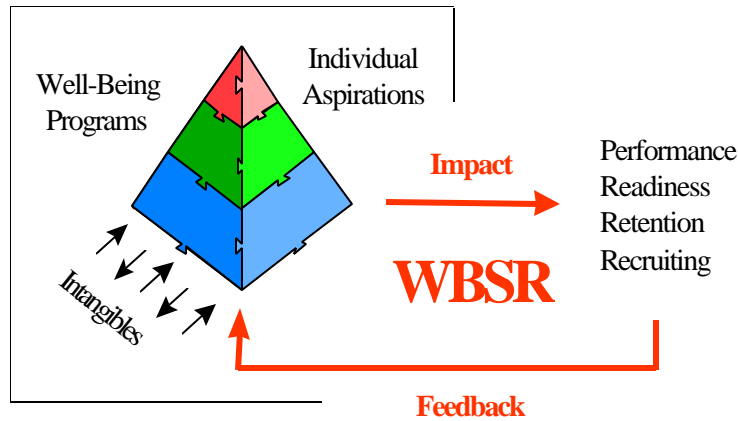 Well-Being
Programs
Individual
Aspirations
Intangibles
Impact
WBSR
Performance
Readiness
Retention
Recruiting
Feedback